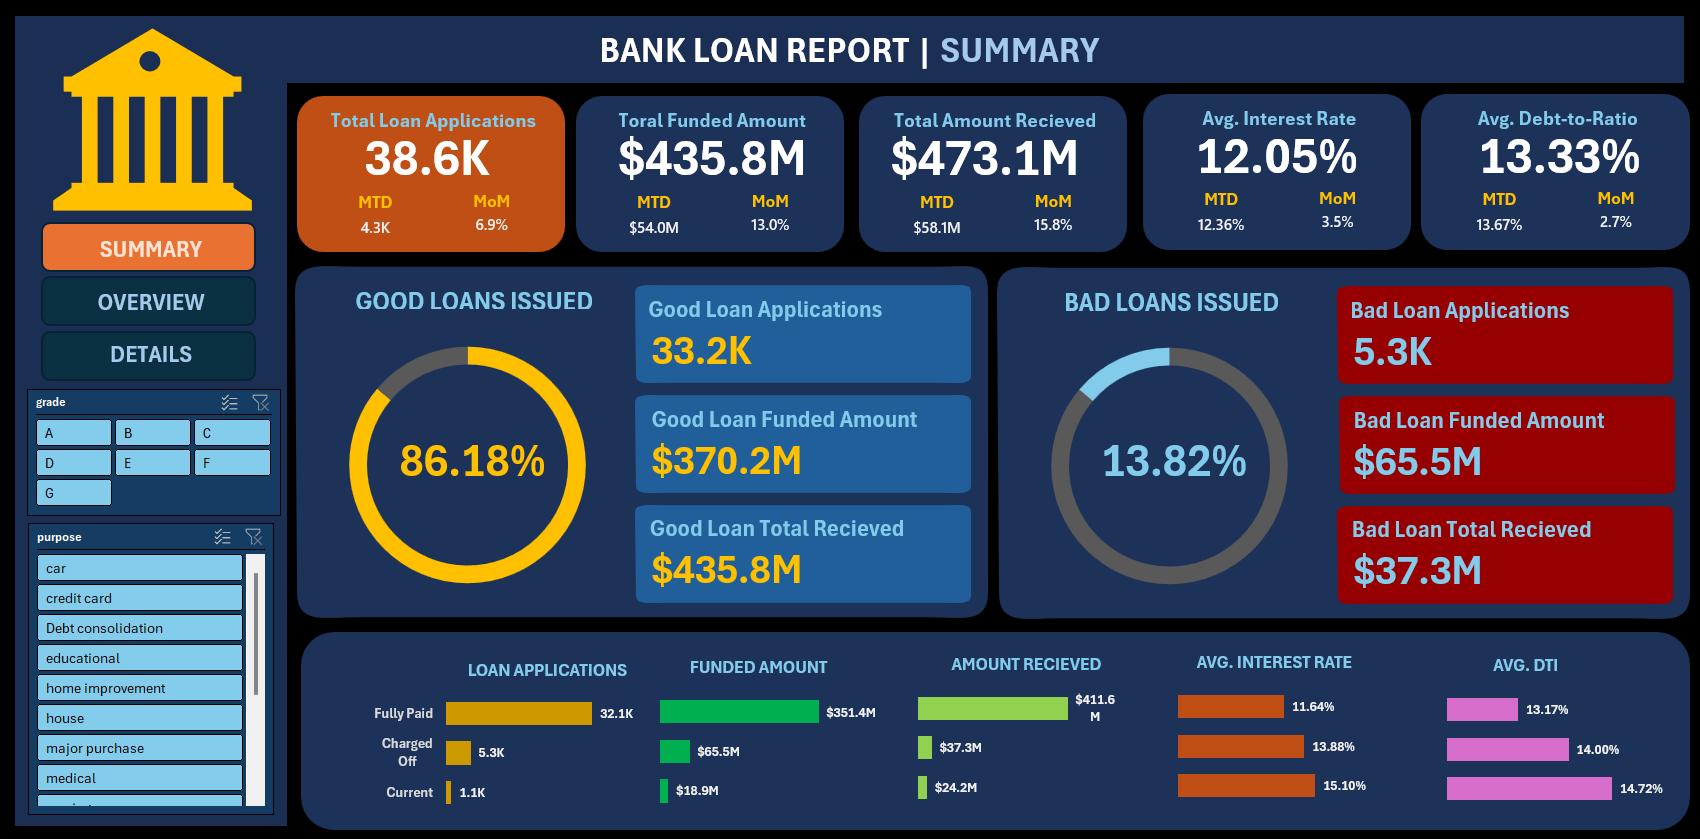 BANK LOAN REPORT | SUMMARY
SUMMARY
OVERVIEW
DETAILS
grade
A
B
C
D
E
F
G
purpose
car
credit card
Debt consolidation
educational
home improvement
house
major purchase
medical
Total Loan Applications
38.6K
MTD MoM
4.3K 6.9%
Toral Funded Amount
$435.8M
MTD MoM
$54.0M 13.0%
Total Amount Recieved
$473.1M
MTD MoM
$58.1M 15.8%
Avg. Interest Rate
12.05%
MTD MoM
12.36% 3.5%
Avg. Debt-to-Ratio
13.33%
MTD MoM
13.67% 2.7%
GOOD LOANS ISSUED
86.18%
Good Loan Applications
33.2K
Good Loan Funded Amount
$370.2M
Good Loan Total Recieved
$435.8M
BAD LOANS ISSUED
13.82%
Bad Loan Applications
5.3K
Bad Loan Funded Amount
$65.5M
Bad Loan Total Recieved
$37.3M
LOAN APPLICATIONS
Fully Paid 32.1K
Charged
Off
5.3K
Current 1.1K
FUNDED AMOUNT
$351.4M
$65.5M
$18.9M
AMOUNT RECIEVED
$411.6
M
$37.3M
$24.2M
AVG. INTEREST RATE
11.64%
13.88%
15.10%
AVG. DTI
13.17%
14.00%
14.72%